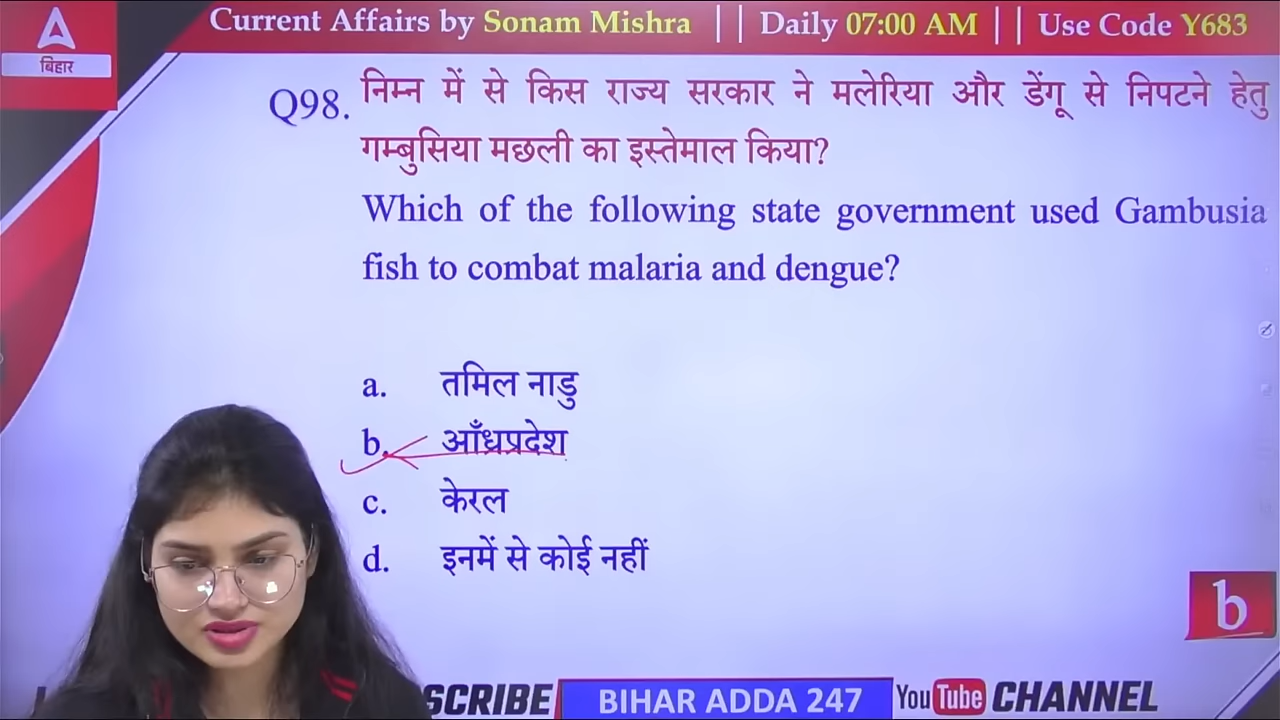 Current Affairs by Sonam Mishra || Daily 07:00 AM || Use Code Y683
बिहार
Q98. निम्न में से किस राज्य सरकार ने मलेरिया और डेंगू से निपटने हेतु
गम्बुसिया मछली का इस्तेमाल किया?
Which of the following state government used Gambusia
fish to combat malaria and dengue?
a. तमिल नाडु
b. आँध्रप्रदेश
c. केरल
d. इनमें से कोई नहीं
b
SCRIBE BIHAR ADDA 247 YouTube CHANNEL